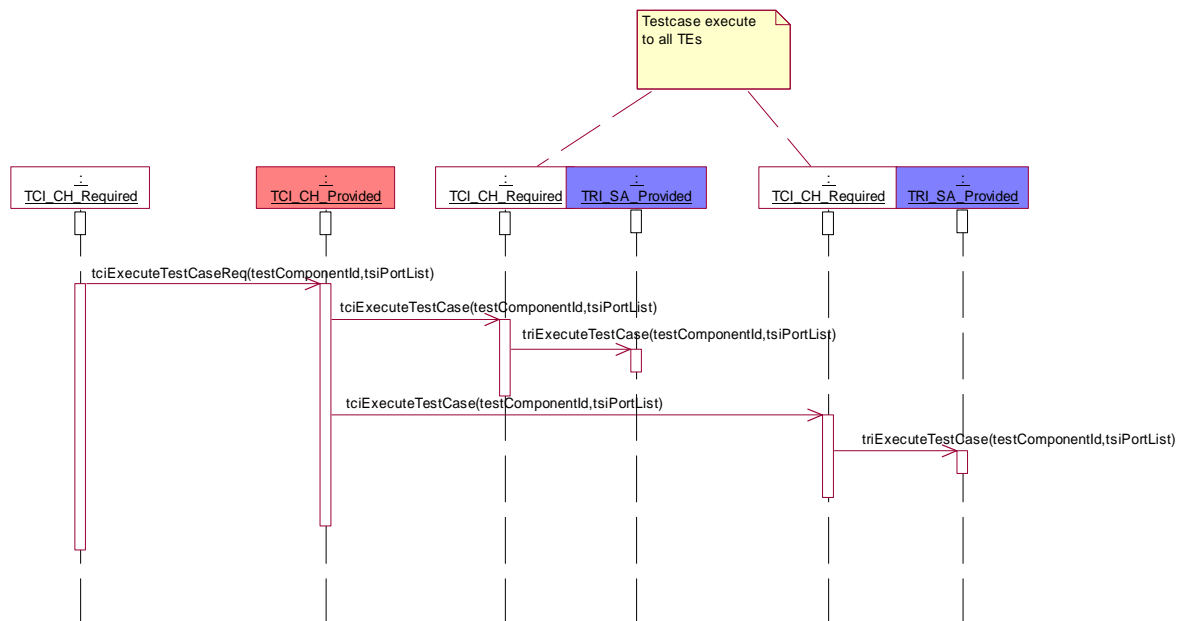 Testcase execute
to all TEs
:
TCI_CH_Required
:
TCI_CH_Provided
:
TCI_CH_Required
:
TRI_SA_Provided
:
TCI_CH_Required
:
TRI_SA_Provided
tciExecuteTestCaseReq(testComponentId,tsiPortList)
tciExecuteTestCase(testComponentId,tsiPortList)
triExecuteTestCase(testComponentId,tsiPortList)
tciExecuteTestCase(testComponentId,tsiPortList)
triExecuteTestCase(testComponentId,tsiPortList)